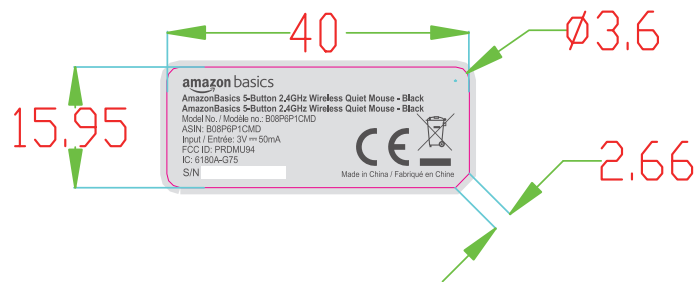 40
Ø3.6
15.95
2.66
amazon basics
AmazonBasics 5-Button 2,4GHz Wireless Quiet Mouse - Black
AmazonBasics 5-Button 2.4GHz Wireless Quiet Mouse - Black
Model No. / Modèle no.: B08P6P1CMD
ASIN: B08P6P1CMD
Input / Entrée: 3V⎓50mA
FCC ID: PRDMU94
IC: 6180A-G75
S/N
CE
Made in China / Fabriqué en Chine